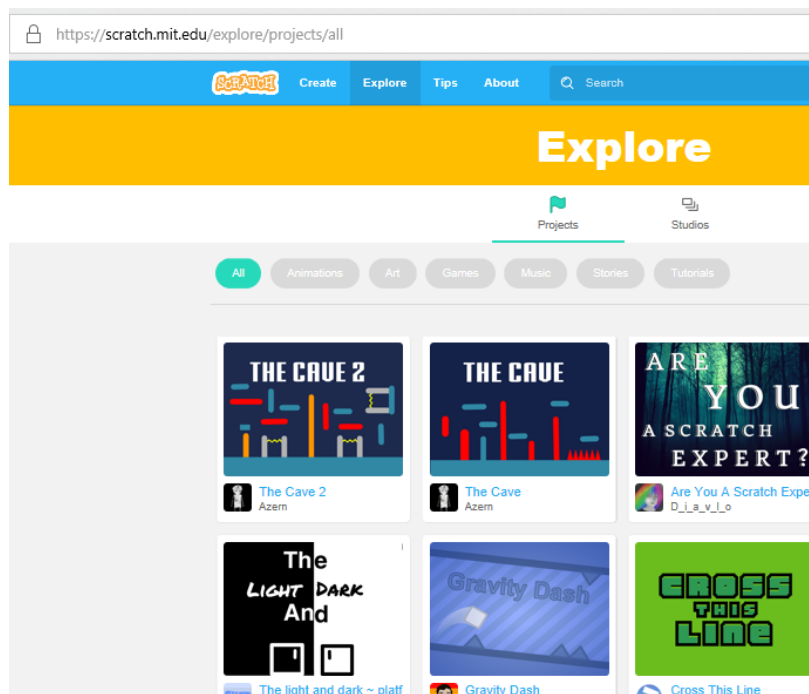 https://scratch.mit.edu/explore/projects/all
SCRATCH Create Explore Tips About Search
Explore
Projects Studios
All Animations Art Games Music Stories Tutorials
THE CAVE 2
THE CAVE
ARE
YOU
A SCRATCH
EXPERT?
The Cave 2
Azern
The Cave
Azern
Are You A Scratch Expe
D_i_a_v_l_o
The
LIGHT DARK
And
Gravity Dash
CROSS
THIS
LINE
The light and dark ~ platf
Gravity Dash
Cross This Line